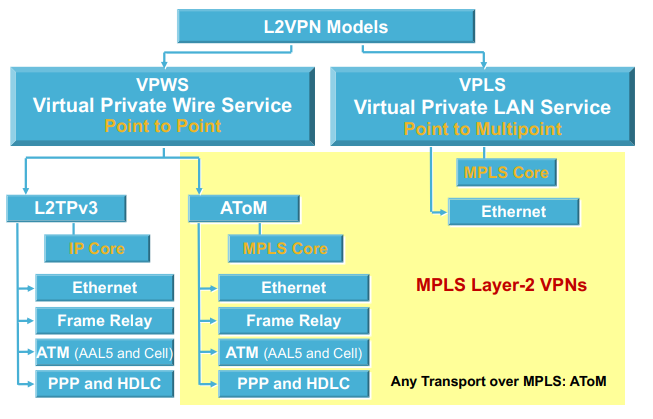 L2VPN Models
VPWS
Virtual Private Wire Service
Point to Point
VPLS
Virtual Private LAN Service
Point to Multipoint
MPLS Core
Ethernet
L2TPv3
IP Core
Ethernet
Frame Relay
ATM (AAL5 and Cell)
PPP and HDLC
AToM
MPLS Core
Ethernet
Frame Relay
ATM (AAL5 and Cell)
PPP and HDLC
MPLS Layer-2 VPNs
Any Transport over MPLS: AToM